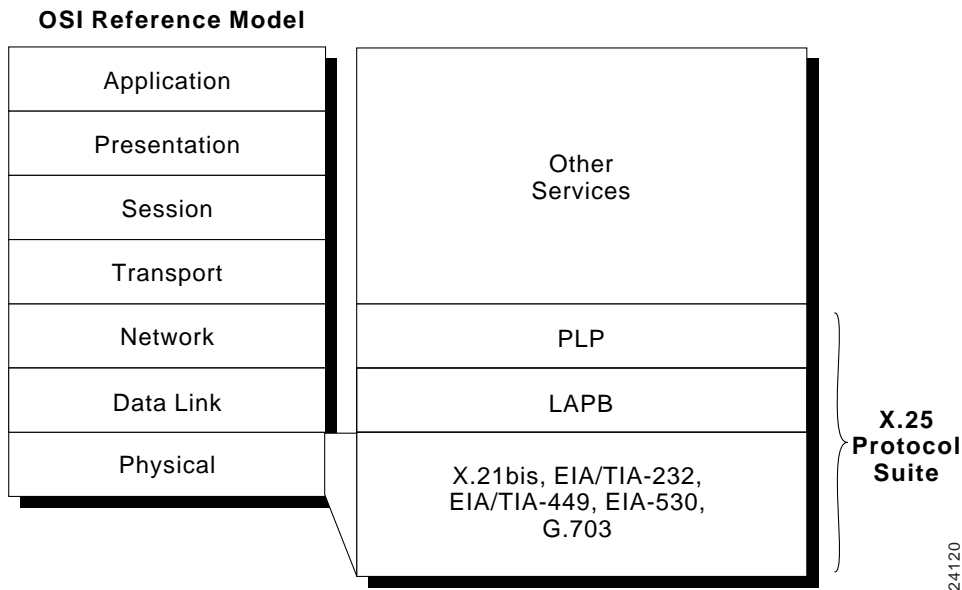 OSI Reference Model
Application
Presentation
Session
Transport
Network
Data Link
Physical
Other
Services
PLP
LAPB
X.21bis, EIA/TIA-232,
EIA/TIA-449, EIA-530,
G.703
X.25
Protocol
Suite
24120